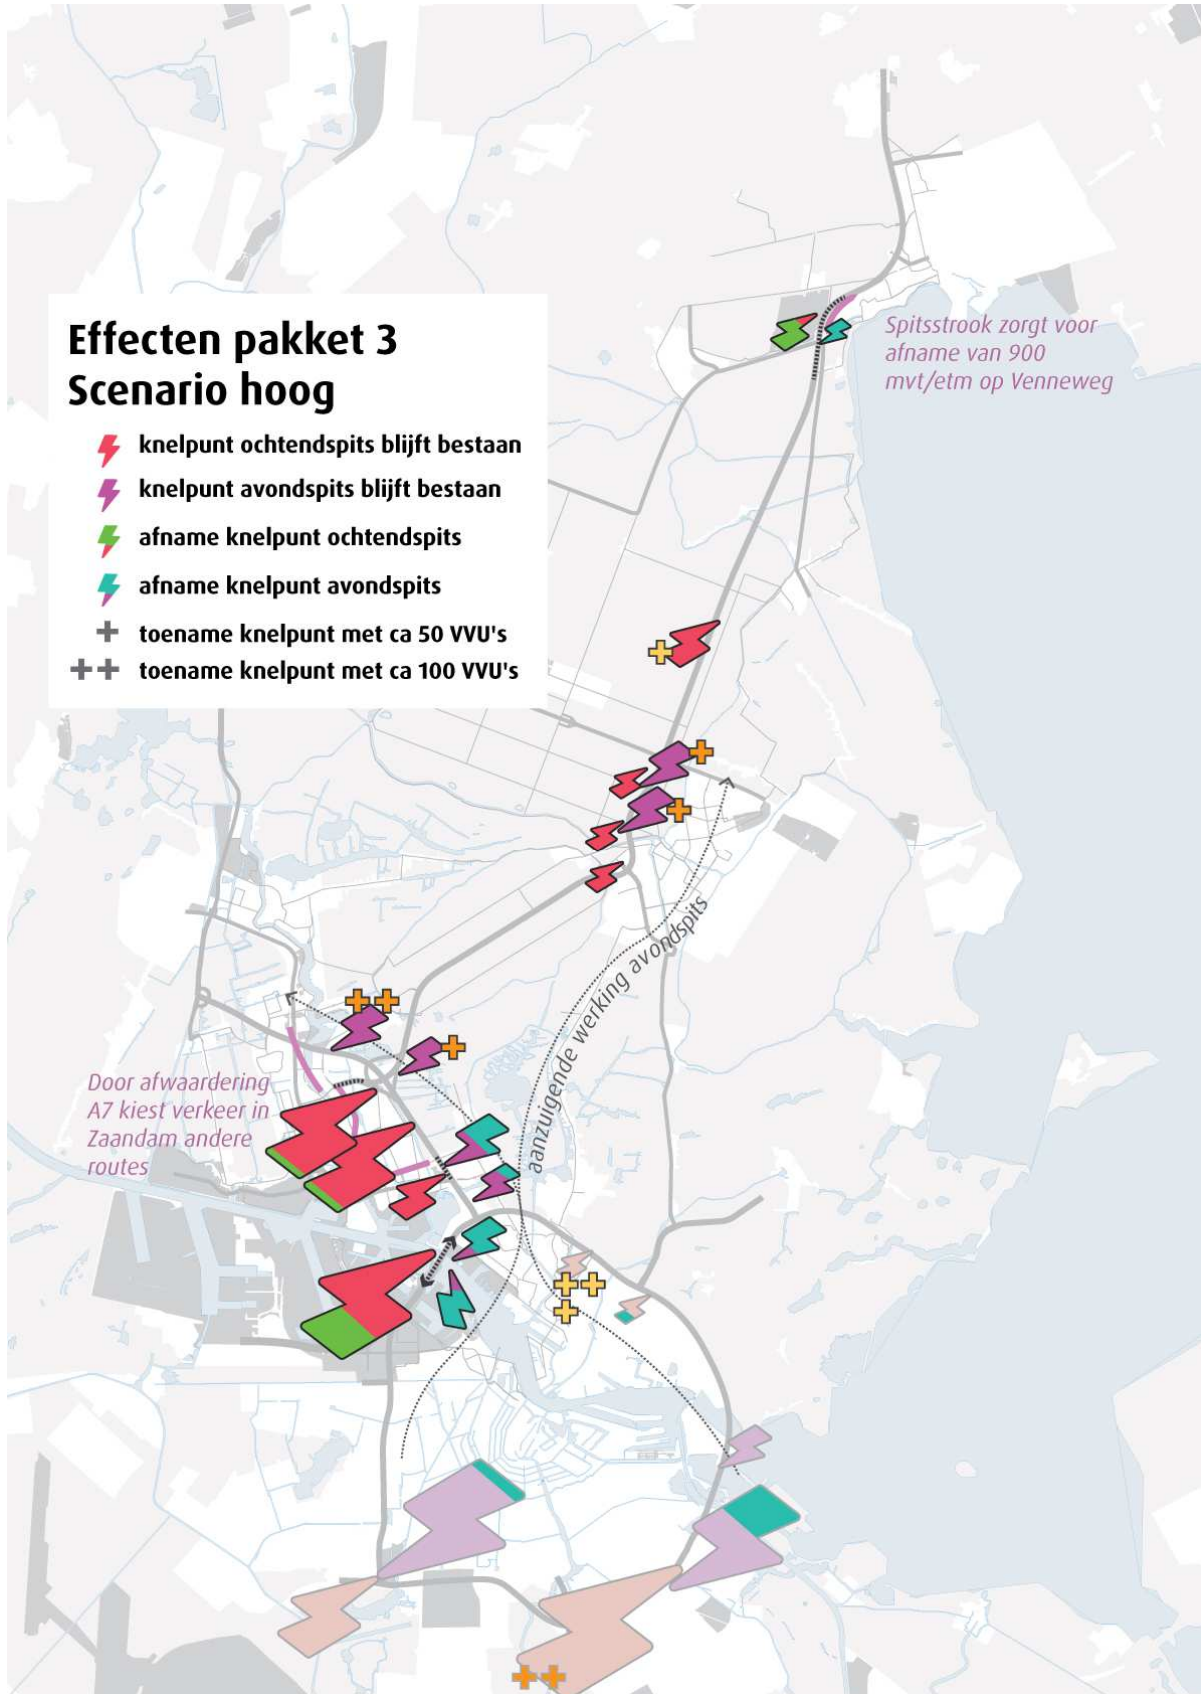 Effecten pakket 3
Scenario hoog
knelpunt ochtendspits blijft bestaan
knelpunt avondspits blijft bestaan
afname knelpunt ochtendspits
afname knelpunt avondspits
toename knelpunt met ca 50 VVU's
toename knelpunt met ca 100 VVU's
Spitsstrook zorgt voor
afname van 900
mvt/etm op Venneweg
aanzuigende werking avondspits
Door afwaardering
A7 kiest verkeer in
Zaandam andere
routes